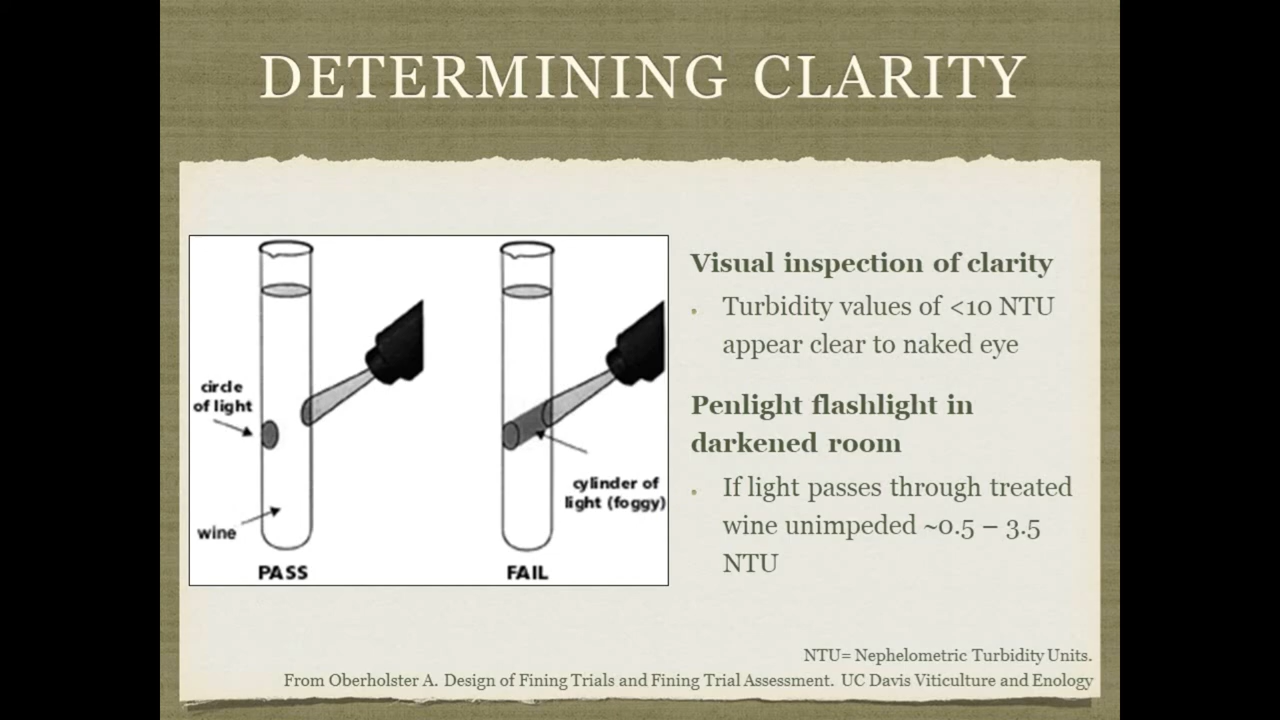 DETERMINING CLARITY
circle
of light
wine
PASS
cylinder of
light (foggy)
FAIL
Visual inspection of clarity
Turbidity values of <10 NTU
appear clear to naked eye
Penlight flashlight in
darkened room
If light passes through treated
wine unimpeded ~0.5 – 3.5
NTU
NTU= Nephelometric Turbidity Units.
From Oberholster A. Design of Fining Trials and Fining Trial Assessment. UC Davis Viticulture and Enology